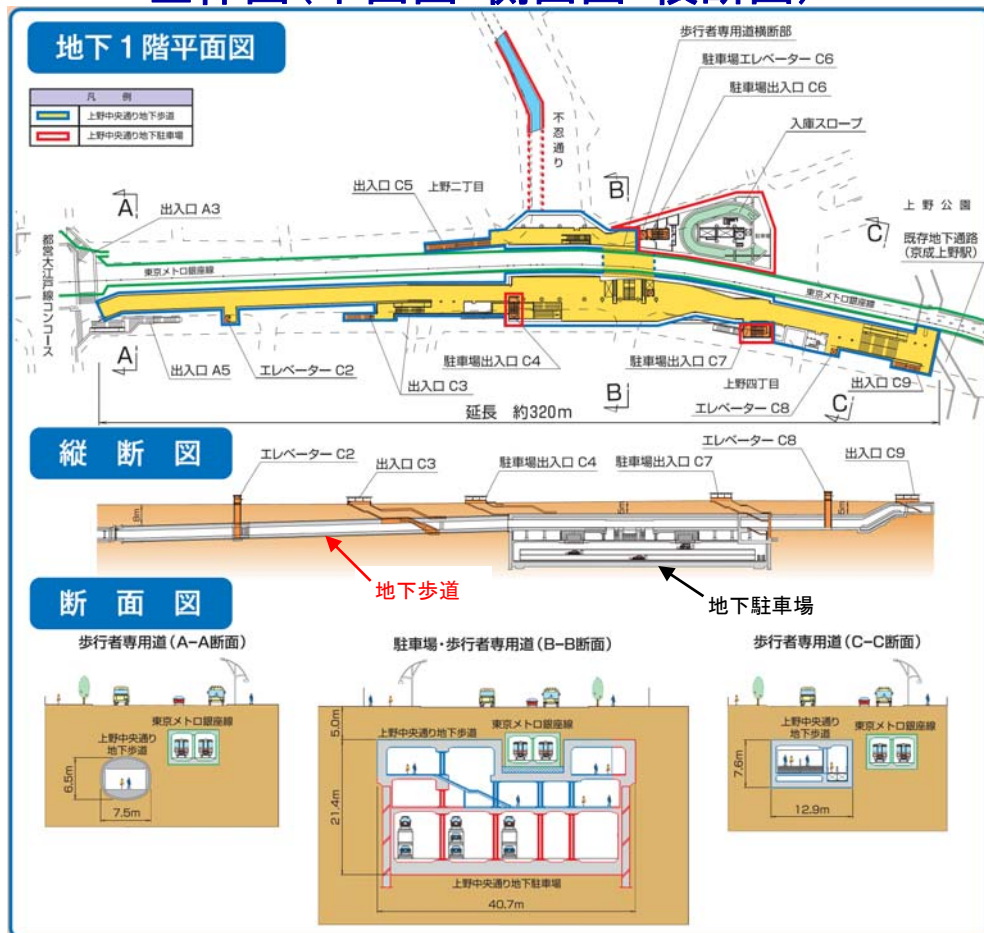 地下1階平面図
凡 例
上野中央通り地下歩道
上野中央通り地下駐車場
歩行者専用道横断部
駐車場エレベーター C6
駐車場出入口 C6
入庫スロープ
不忍通り
出入口 C5
上野二丁目
A
B
C
出入口 A3
上野公園
既存地下通路
(京成上野駅)
都営大江戸線コンコース
東京メトロ銀座線
駐車場
東京メトロ銀座線
A
出入口 A5
エレベーター C2
出入口 C3
駐車場出入口 C4
B
駐車場出入口 C7
上野四丁目
エレベーター C8
C
出入口 C9
延長 約320m
縦断図
エレベーター C2
出入口 C3
駐車場出入口 C4
駐車場出入口 C7
エレベーター C8
出入口 C9
8m
5m
5m
地下歩道
地下駐車場
断面図
歩行者専用道(A-A断面)
東京メトロ銀座線
上野中央通り
地下歩道
6.5m
7.5m
駐車場・歩行者専用道(B-B断面)
5.0m
東京メトロ銀座線
上野中央通り地下歩道
21.4m
上野中央通り地下駐車場
40.7m
歩行者専用道(C-C断面)
上野中央通り
地下歩道
東京メトロ銀座線
7.6m
12.9m